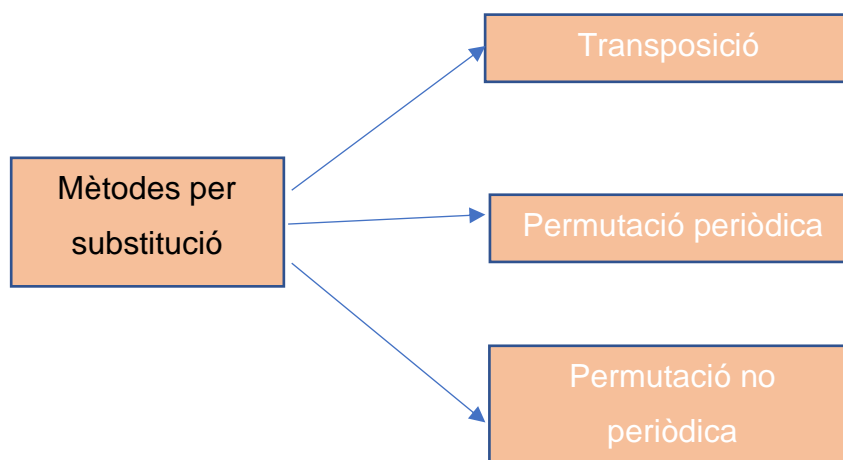 Transposició
Mètodes per
substitució
Permutació periòdica
Permutació no
periòdica